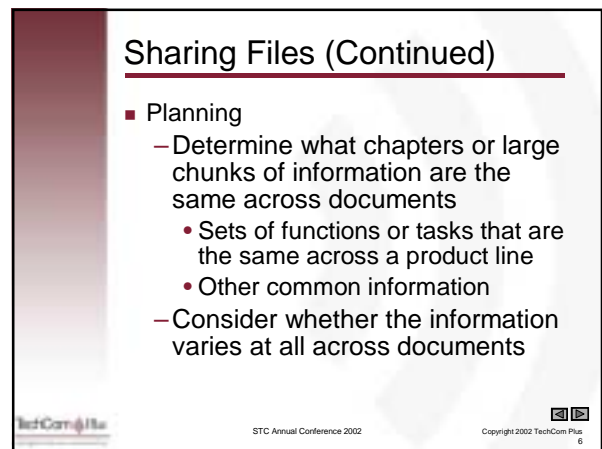 Sharing Files (Continued)
■ Planning
–Determine what chapters or large
chunks of information are the
same across documents
• Sets of functions or tasks that are
the same across a product line
• Other common information
–Consider whether the information
varies at all across documents
TechCom Plus
STC Annual Conference 2002
Copyright 2002 TechCom Plus
6